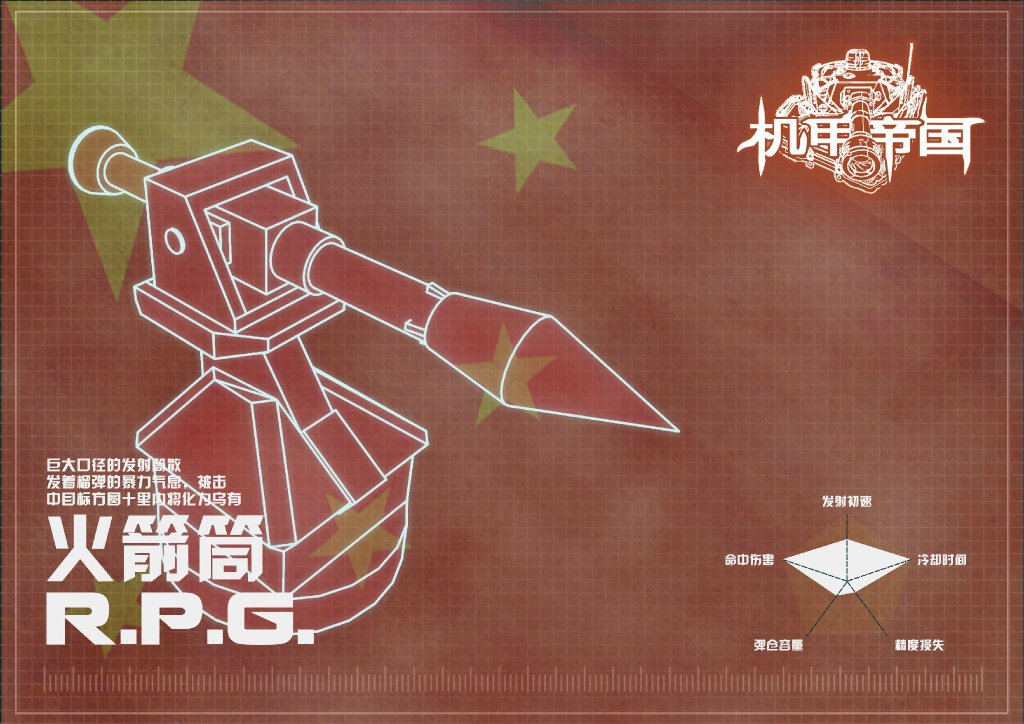 机甲帝国
巨大口径的发射筒散
发着榴弹的暴力气息，被击
中目标方圆十里内将化为乌有
火箭筒
R.P.G.
发射初速
命中伤害
冷却时间
弹仓容量
精度损失